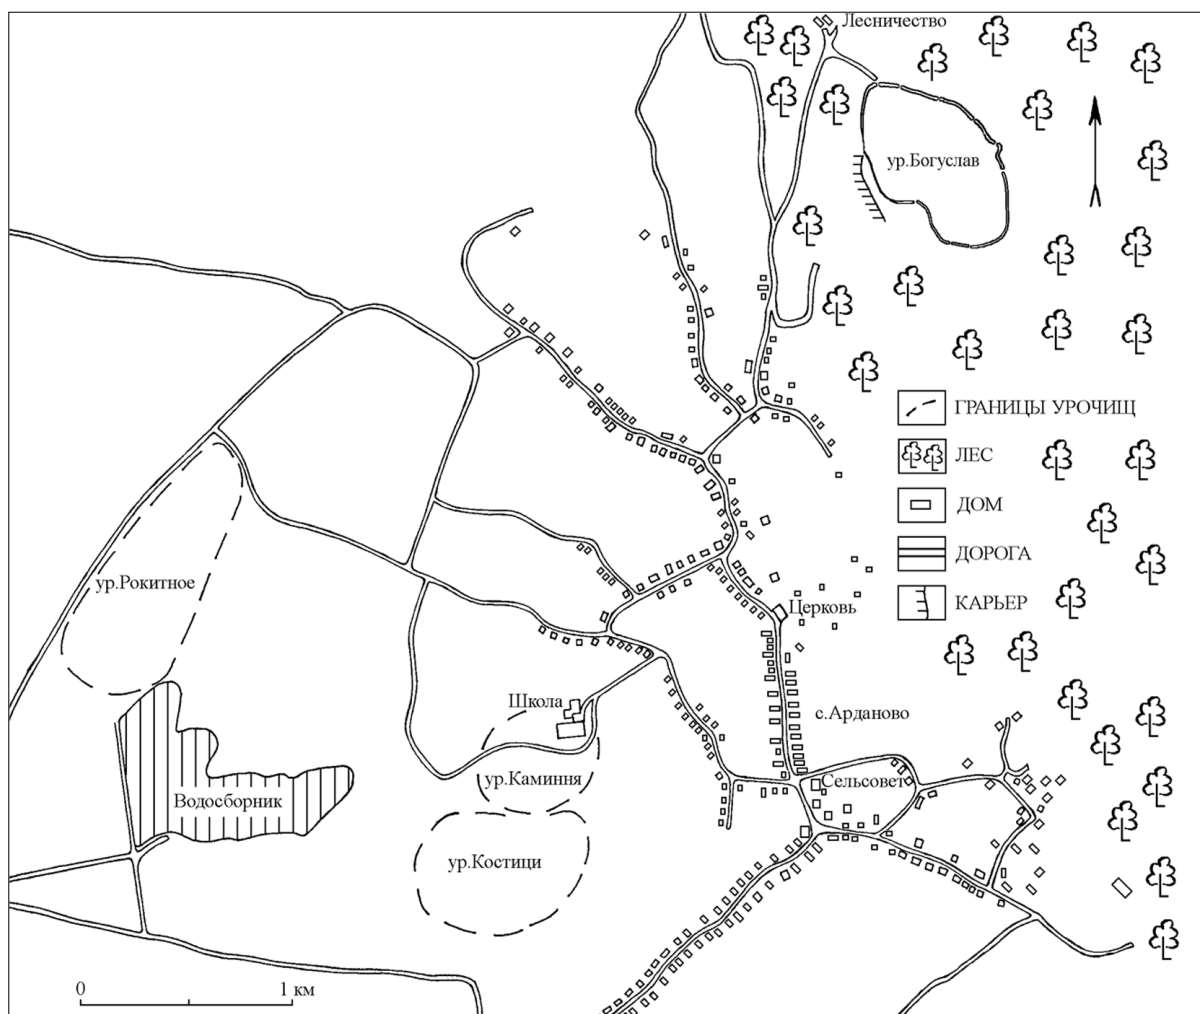 Лесничество
ур.Богуслав
ГРАНИЦЫ УРОЧИЩ
ЛЕС
ДОМ
ДОРОГА
КАРЬЕР
ур.Рокитное
Церковь
Школа
с.Арданово
ур.Каминня
Сельсовет
Водосборник
ур.Костици
0 1 км